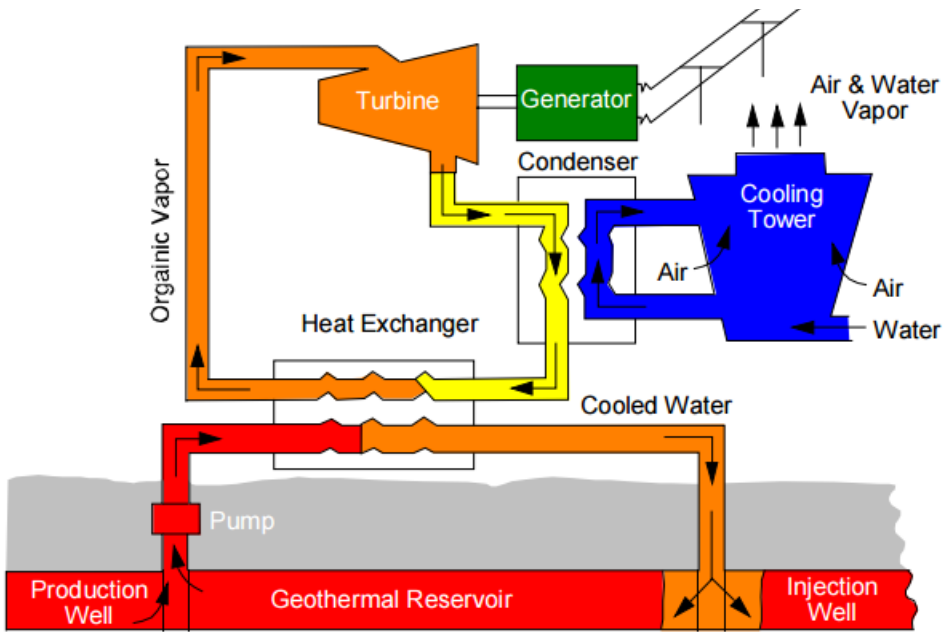 Turbine
Generator
Air & Water
Vapor
Condenser
Cooling
Tower
Orgainic Vapor
Air
Air
Heat Exchanger
Water
Cooled Water
Pump
Production
Well
Geothermal Reservoir
Injection
Well